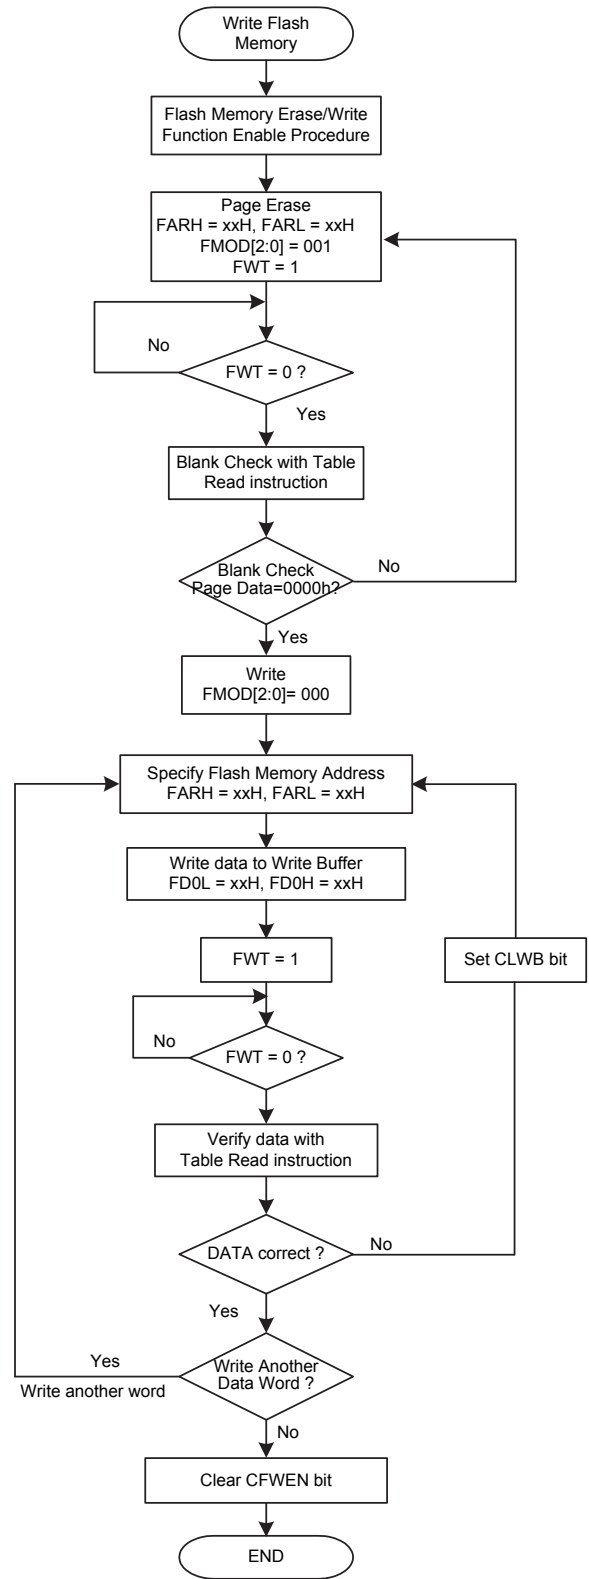 Write Flash
Memory
Flash Memory Erase/Write
Function Enable Procedure
Page Erase
FARH = xxH, FARL = xxH
FMOD[2:0] = 001
FWT = 1
No
FWT = 0 ?
Yes
Blank Check with Table
Read instruction
Blank Check
Page Data=0000h?
No
Yes
Write
FMOD[2:0]= 000
Specify Flash Memory Address
FARH = xxH, FARL = xxH
Write data to Write Buffer
FD0L = xxH, FD0H = xxH
FWT = 1
Set CLWB bit
No
FWT = 0 ?
Verify data with
Table Read instruction
DATA correct ?
No
Yes
Write Another
Data Word ?
Yes
Write another word
No
Clear CFWEN bit
END